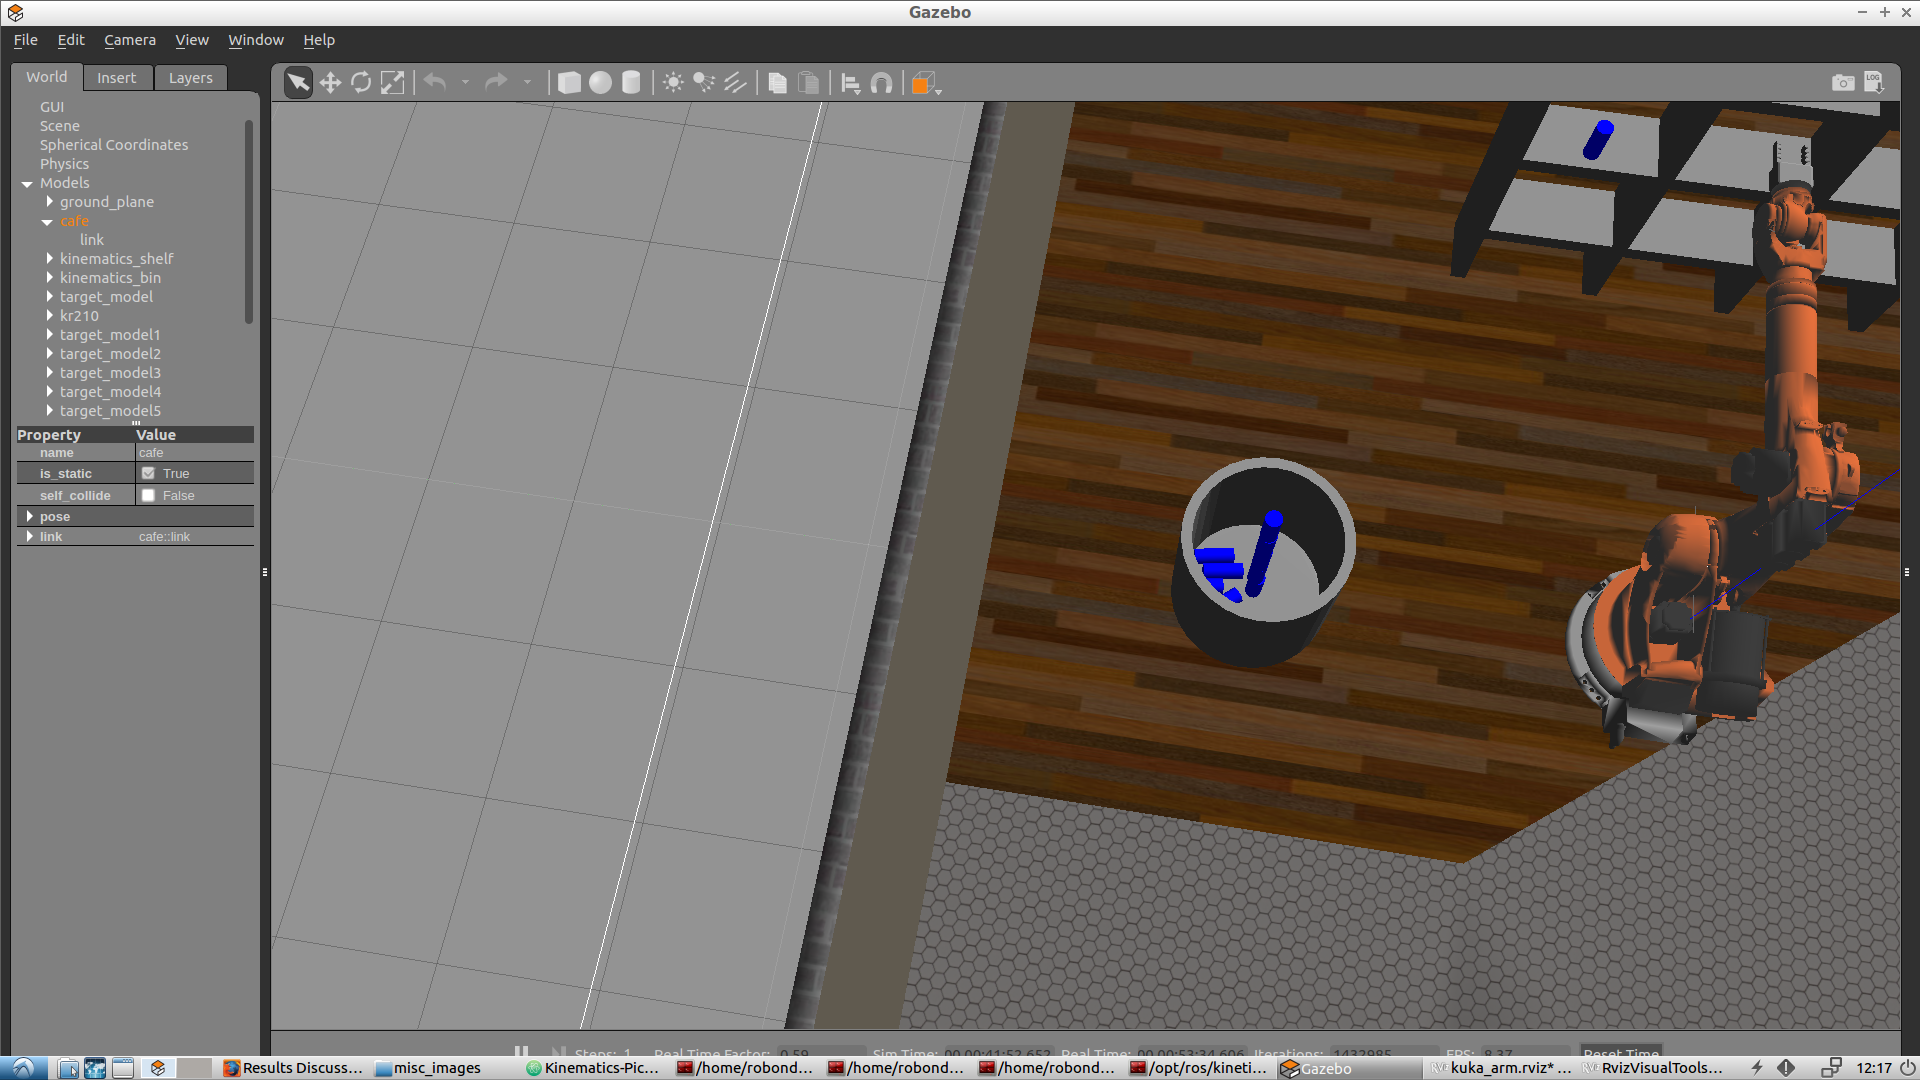 Gazebo
File Edit Camera View Window Help
World Insert Layers
LOG
GUI
Scene
Spherical Coordinates
Physics
Models
ground_plane
cafe
link
kinematics_shelf
kinematics_bin
target_model
kr210
target_model1
target_model2
target_model3
target_model4
target_model5
Property Value
name cafe
is_static True
self_collide False
pose
link cafe::link
Steps: 1 Real Time Factor: 0.59 Sim Time: 00 00:41:52.652 Real Time: 00 00:53:34.606 Iterations: 1432985 FPS: 8.37 Reset Time
Results Discuss... misc_images Kinematics-Pic... /home/robond... /home/robond... /home/robond... /opt/ros/kineti... Gazebo kuka_arm.rviz* ... RvizVisualTools... 12:17